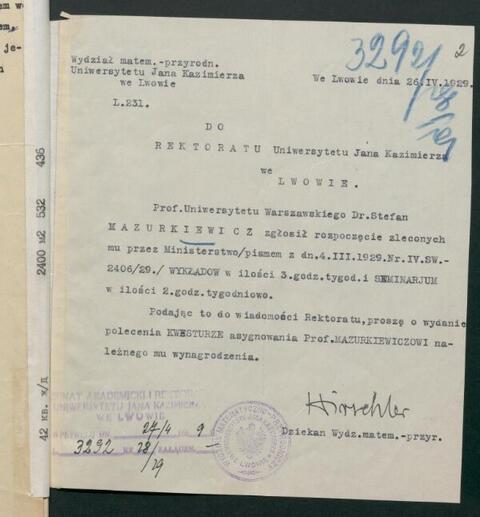 2
Wydział matem.-przyrodn.
Uniwersytetu Jana Kazimierza
we Lwowie
We Lwowie dnia 26.IV.1929.
L.231.
DO
REKTORATU Uniwersytetu Jana Kazimierza
we
LWOWIE.
Prof.Uniwersytetu Warszawskiego Dr.Stefan
MAZURKIEWICZ zgłosił rozpoczęcie zleconych
mu przez Ministerstwo/pismem z dn.4.III.1929.Nr.IV.SW.-
2406/29./ WYKŁADÓW w ilości 3.godz.tygod.i SEMINARJUM
w ilości 2.godz.tygodniowo.
Podając to do wiadomości Rektoratu,proszę o wydanie
polecenia KWESTURZE asygnowania Prof.MAZURKIEWICZOWI na-
leżnego mu wynagrodzenia.
Hirschler
Dziekan Wydz.matem.-przyr.
SENAT AKADEMICKI I REKTORAT
UNIWERSYTETU JANA KAZIMIERZA
WE LWOWIE
L. 3292
42 кв. ж/д 2400 м2 532 436